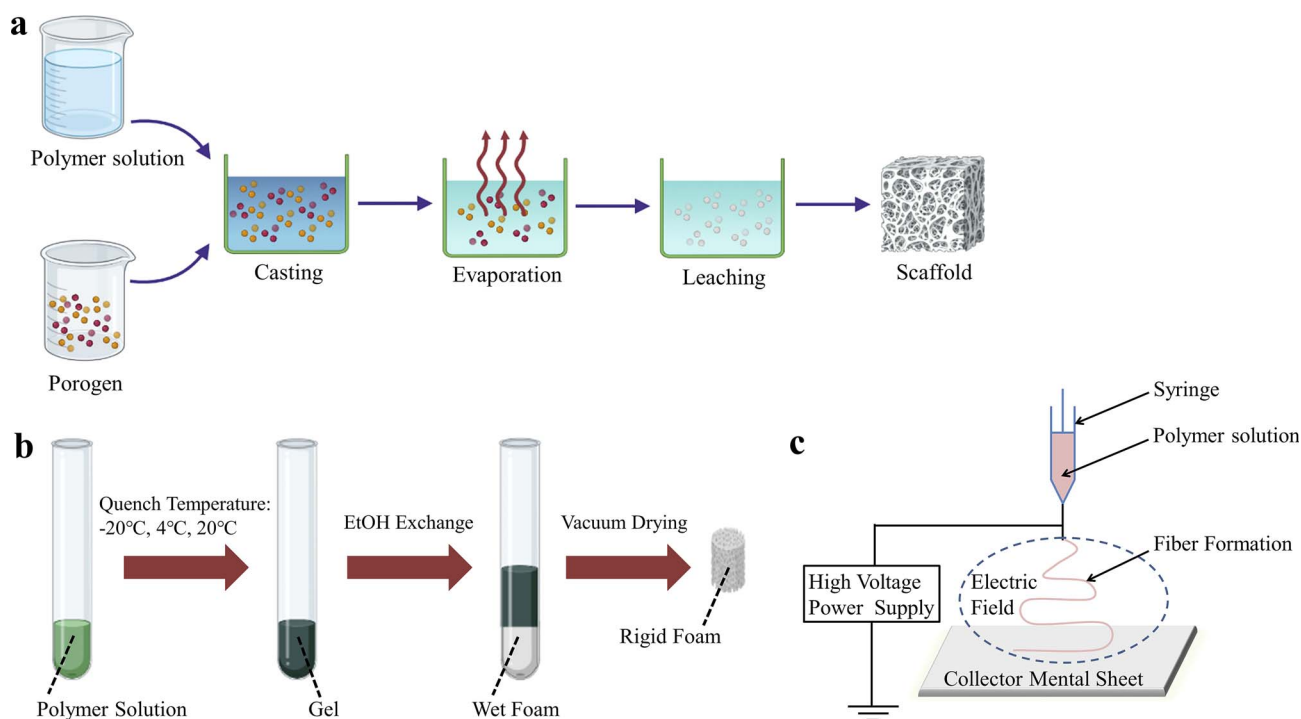 a
Polymer solution
Porogen
Casting
Evaporation
Leaching
Scaffold
b
Quench Temperature:
-20°C, 4°C, 20°C
EtOH Exchange
Vacuum Drying
Polymer Solution
Gel
Wet Foam
Rigid Foam
c
Syringe
Polymer solution
Fiber Formation
High Voltage
Power Supply
Electric
Field
Collector Mental Sheet